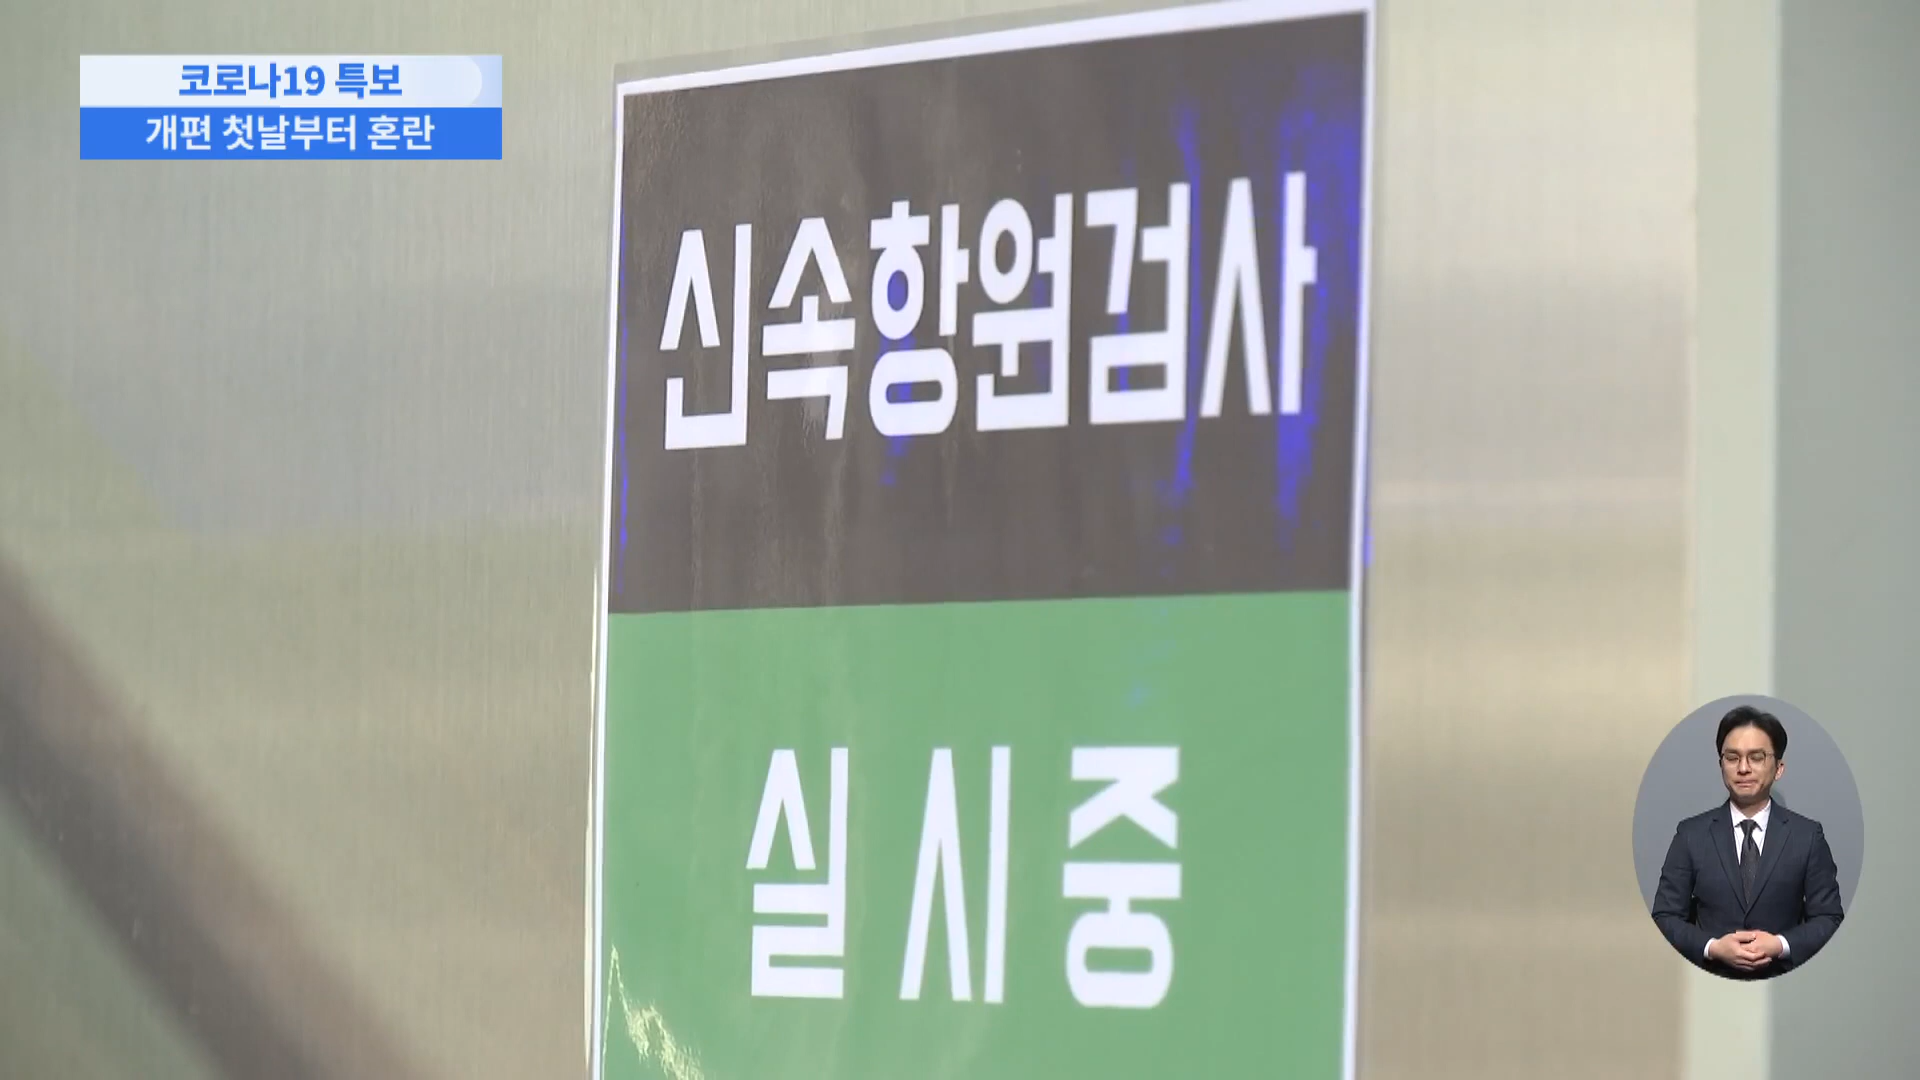 코로나19 특보
개편 첫날부터 혼란
신속항원검사
실시중